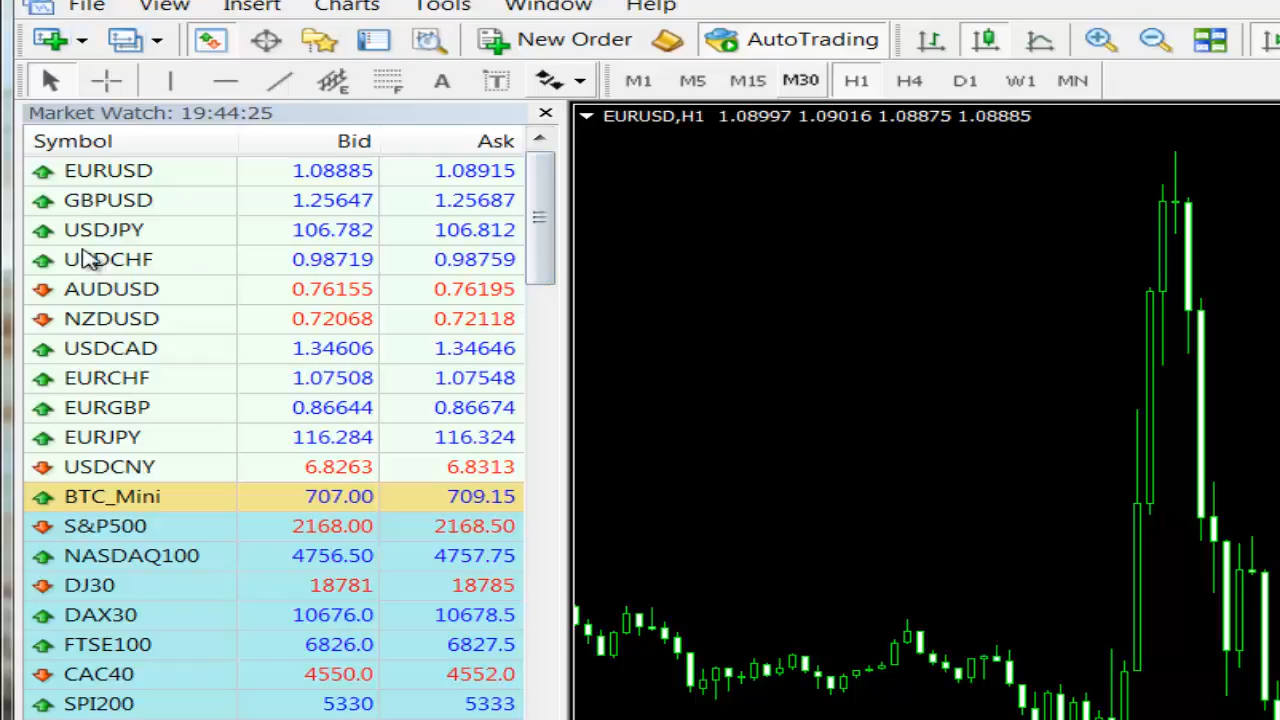 File View Insert Charts Tools Window Help
New Order AutoTrading
E F A T M1 M5 M15 M30 H1 H4 D1 W1 MN
Market Watch: 19:44:25
EURUSD,H1 1.08997 1.09016 1.08875 1.08885
Symbol Bid Ask
EURUSD 1.08885 1.08915
GBPUSD 1.25647 1.25687
USDJPY 106.782 106.812
USDCHF 0.98719 0.98759
AUDUSD 0.76155 0.76195
NZDUSD 0.72068 0.72118
USDCAD 1.34606 1.34646
EURCHF 1.07508 1.07548
EURGBP 0.86644 0.86674
EURJPY 116.284 116.324
USDCNY 6.8263 6.8313
BTC_Mini 707.00 709.15
S&P500 2168.00 2168.50
NASDAQ100 4756.50 4757.75
DJ30 18781 18785
DAX30 10676.0 10678.5
FTSE100 6826.0 6827.5
CAC40 4550.0 4552.0
SPI200 5330 5333